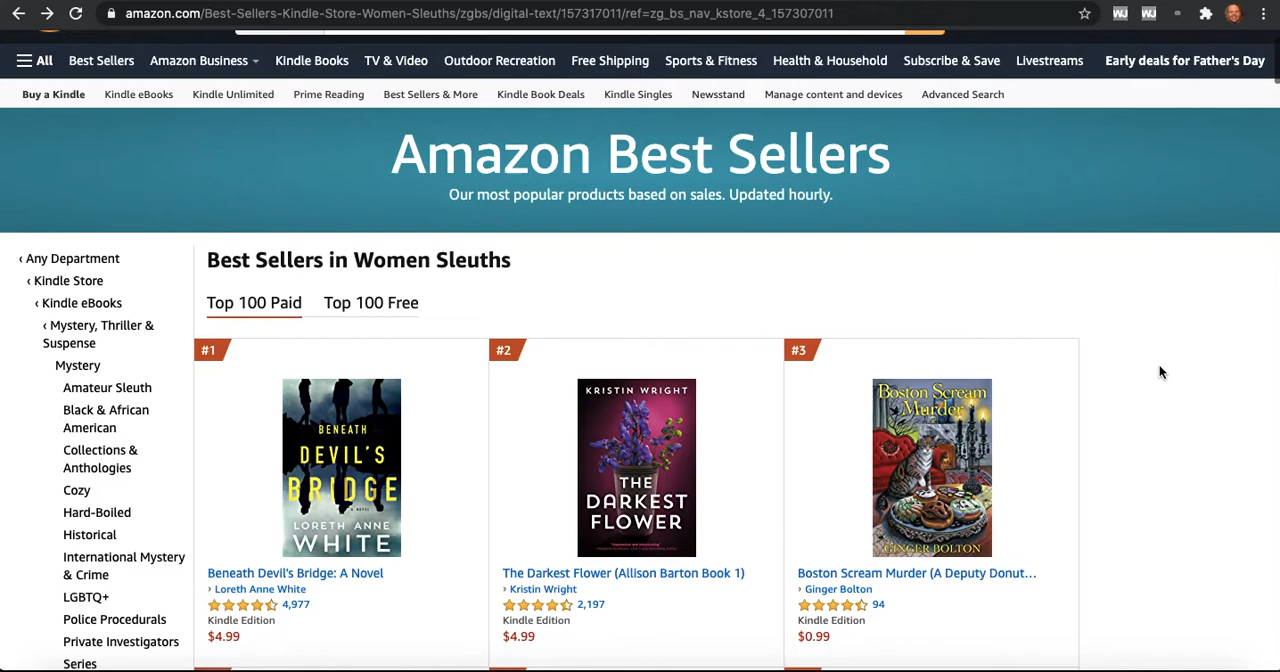 amazon.com/Best-Sellers-Kindle-Store-Women-Sleuths/zgbs/digital-text/157317011/ref=zg_bs_nav_kstore_4_157307011
WJ WJ
All Best Sellers Amazon Business Kindle Books TV & Video Outdoor Recreation Free Shipping Sports & Fitness Health & Household Subscribe & Save Livestreams Early deals for Father's Day
Buy a Kindle Kindle eBooks Kindle Unlimited Prime Reading Best Sellers & More Kindle Book Deals Kindle Singles Newsstand Manage content and devices Advanced Search
Amazon Best Sellers
Our most popular products based on sales. Updated hourly.
‹ Any Department
‹ Kindle Store
‹ Kindle eBooks
‹ Mystery, Thriller &
Suspense
Mystery
Amateur Sleuth
Black & African
American
Collections &
Anthologies
Cozy
Hard-Boiled
Historical
International Mystery
& Crime
LGBTQ+
Police Procedurals
Private Investigators
Series
Best Sellers in Women Sleuths
Top 100 Paid Top 100 Free
#1
BENEATH
DEVIL'S
BRIDGE
A NOVEL
LORETH ANNE
WHITE
Beneath Devil's Bridge: A Novel
› Loreth Anne White
4,977
Kindle Edition
$4.99
#2
KRISTIN WRIGHT
THE
DARKEST
FLOWER
The Darkest Flower (Allison Barton Book 1)
› Kristin Wright
2,197
Kindle Edition
$4.99
#3
Boston Scream
Murder
GINGER BOLTON
Boston Scream Murder (A Deputy Donut…
› Ginger Bolton
94
Kindle Edition
$0.99